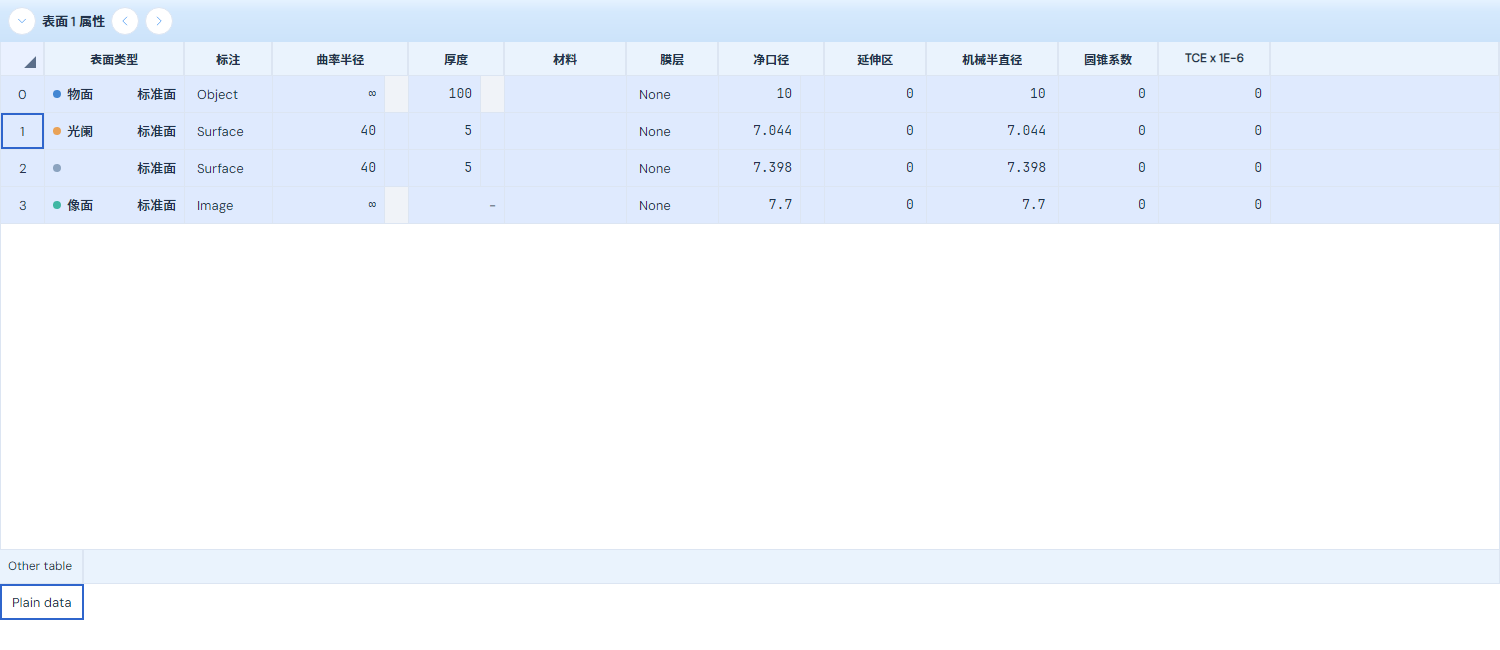 表面 1 属性
表面类型 标注 曲率半径 厚度 材料 膜层 净口径 延伸区 机械半直径 圆锥系数 TCE x 1E-6
0 物面 标准面 Object ∞ 100 None 10 0 10 0 0
1 光阑 标准面 Surface 40 5 None 7.044 0 7.044 0 0
2 标准面 Surface 40 5 None 7.398 0 7.398 0 0
3 像面 标准面 Image ∞ - None 7.7 0 7.7 0 0
Other table
Plain data